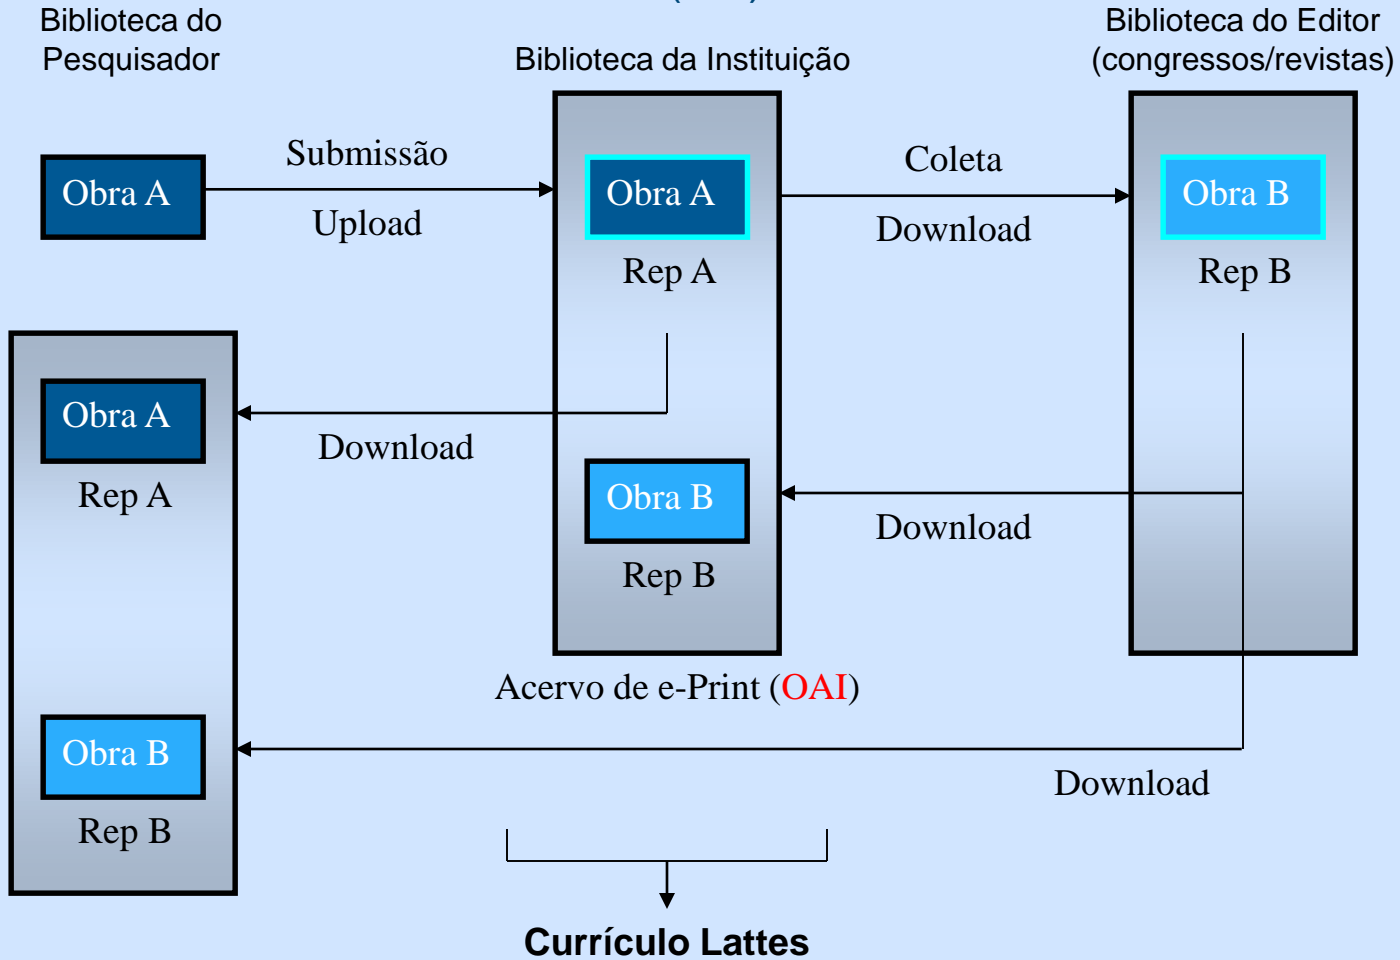 Biblioteca do
Pesquisador
Biblioteca da Instituição
Biblioteca do Editor
(congressos/revistas)
Obra A
Submissão
Upload
Obra A
Rep A
Coleta
Download
Obra B
Rep B
Obra A
Rep A
Download
Obra B
Rep B
Download
Acervo de e-Print (OAI)
Obra B
Rep B
Download
Currículo Lattes